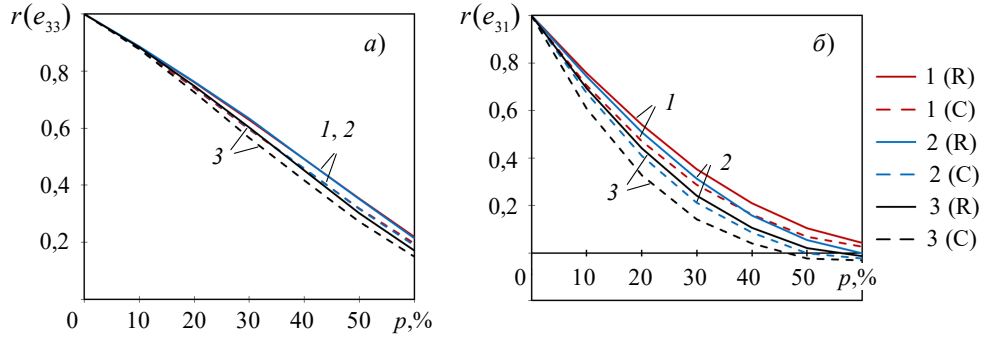 r(e₃₃)
а)
0,8
0,6
0,4
0,2
1, 2
3
0 10 20 30 40 50 p,%
r(e₃₁)
б)
0,8
0,6
0,4
0,2
1
2
3
0 10 20 30 40 50 p,%
1 (R)
1 (C)
2 (R)
2 (C)
3 (R)
3 (C)